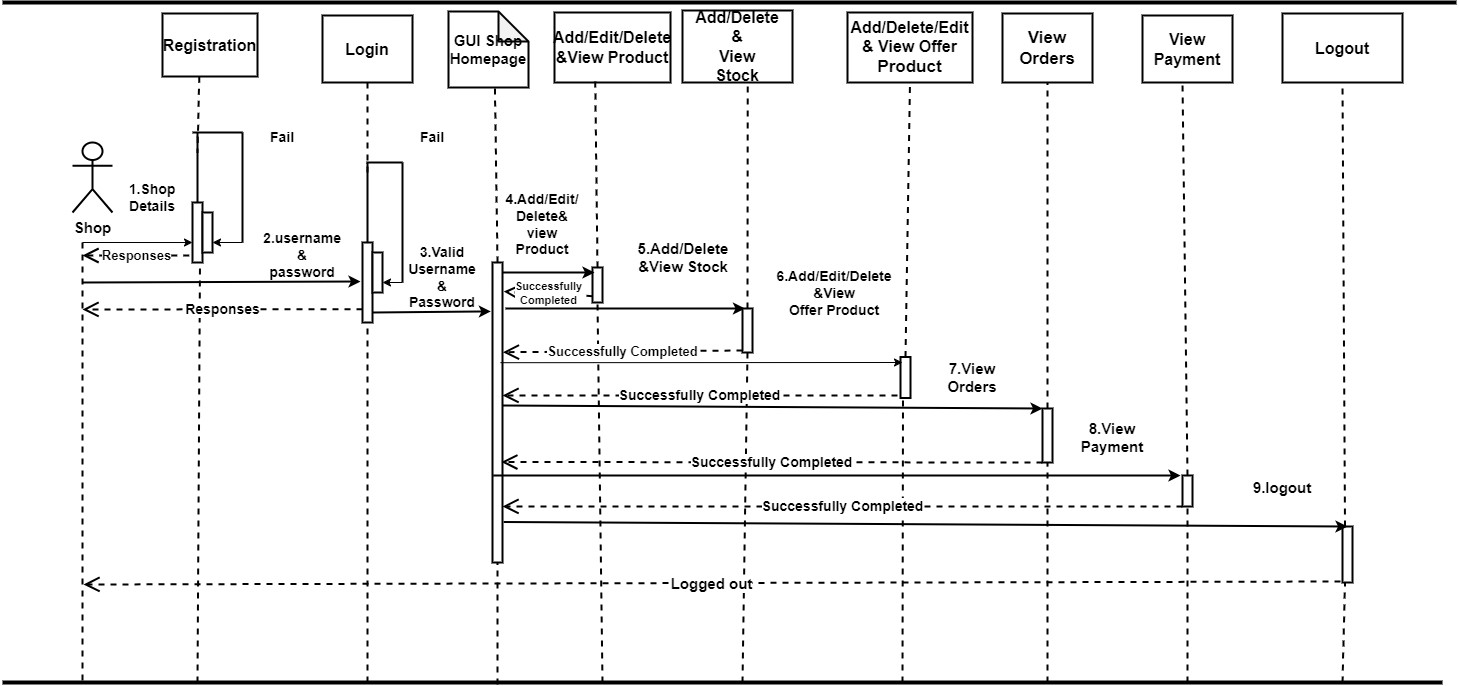 Registration
Login
GUI Shop
Homepage
Add/Edit/Delete
&View Product
Add/Delete
&
View
Stock
Add/Delete/Edit
& View Offer
Product
View
Orders
View
Payment
Logout
Fail
Fail
Shop
1.Shop
Details
Responses
2.username
&
password
Responses
3.Valid
Username
&
Password
4.Add/Edit/
Delete&
view
Product
Successfully
Completed
5.Add/Delete
&View Stock
Successfully Completed
6.Add/Edit/Delete
&View
Offer Product
Successfully Completed
7.View
Orders
Successfully Completed
8.View
Payment
Successfully Completed
9.logout
Logged out